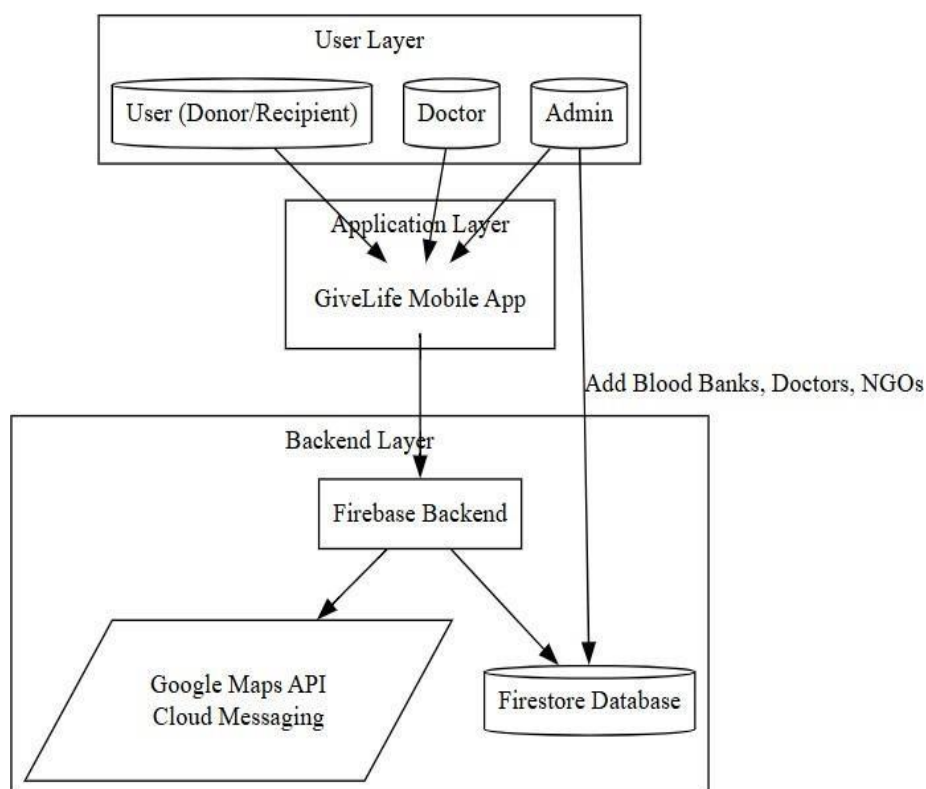 User Layer
User (Donor/Recipient)
Doctor
Admin
Application Layer
GiveLife Mobile App
Add Blood Banks, Doctors, NGOs
Backend Layer
Firebase Backend
Google Maps API
Cloud Messaging
Firestore Database